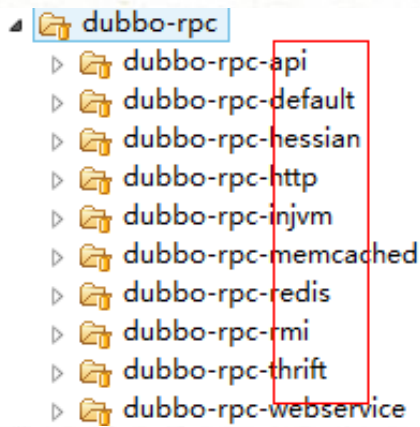 dubbo-rpc
dubbo-rpc-api
dubbo-rpc-default
dubbo-rpc-hessian
dubbo-rpc-http
dubbo-rpc-injvm
dubbo-rpc-memcached
dubbo-rpc-redis
dubbo-rpc-rmi
dubbo-rpc-thrift
dubbo-rpc-webservice